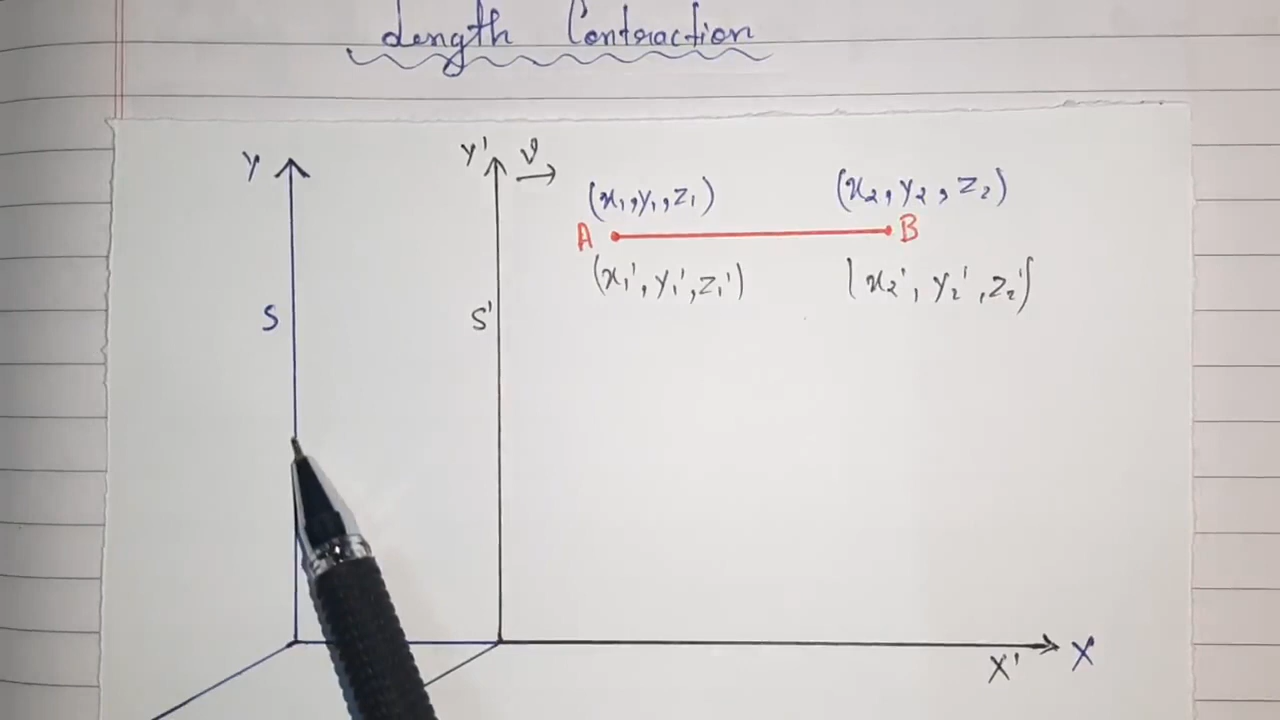 Length Contraction
Y Y' v
(x₁,y₁,z₁) (x₂,y₂,z₂)
A B
(x₁',y₁',z₁') (x₂',y₂',z₂')
S S'
X' X